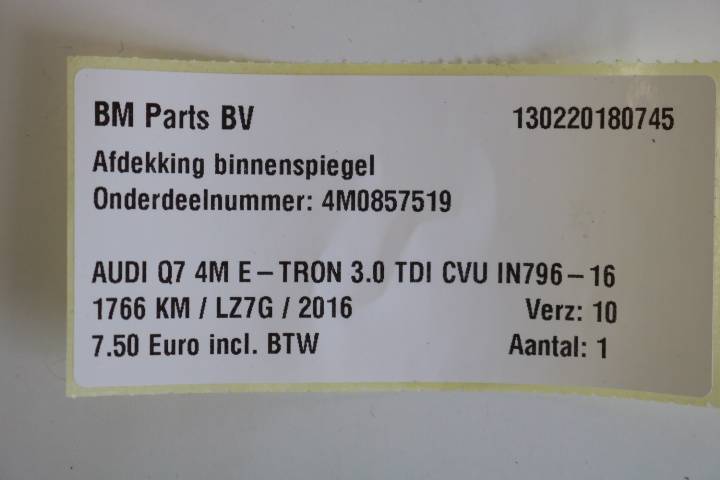 BM Parts BV 130220180745
Afdekking binnenspiegel
Onderdeelnummer: 4M0857519
AUDI Q7 4M E-TRON 3.0 TDI CVU IN796-16
1766 KM / LZ7G / 2016 Verz: 10
7.50 Euro incl. BTW Aantal: 1